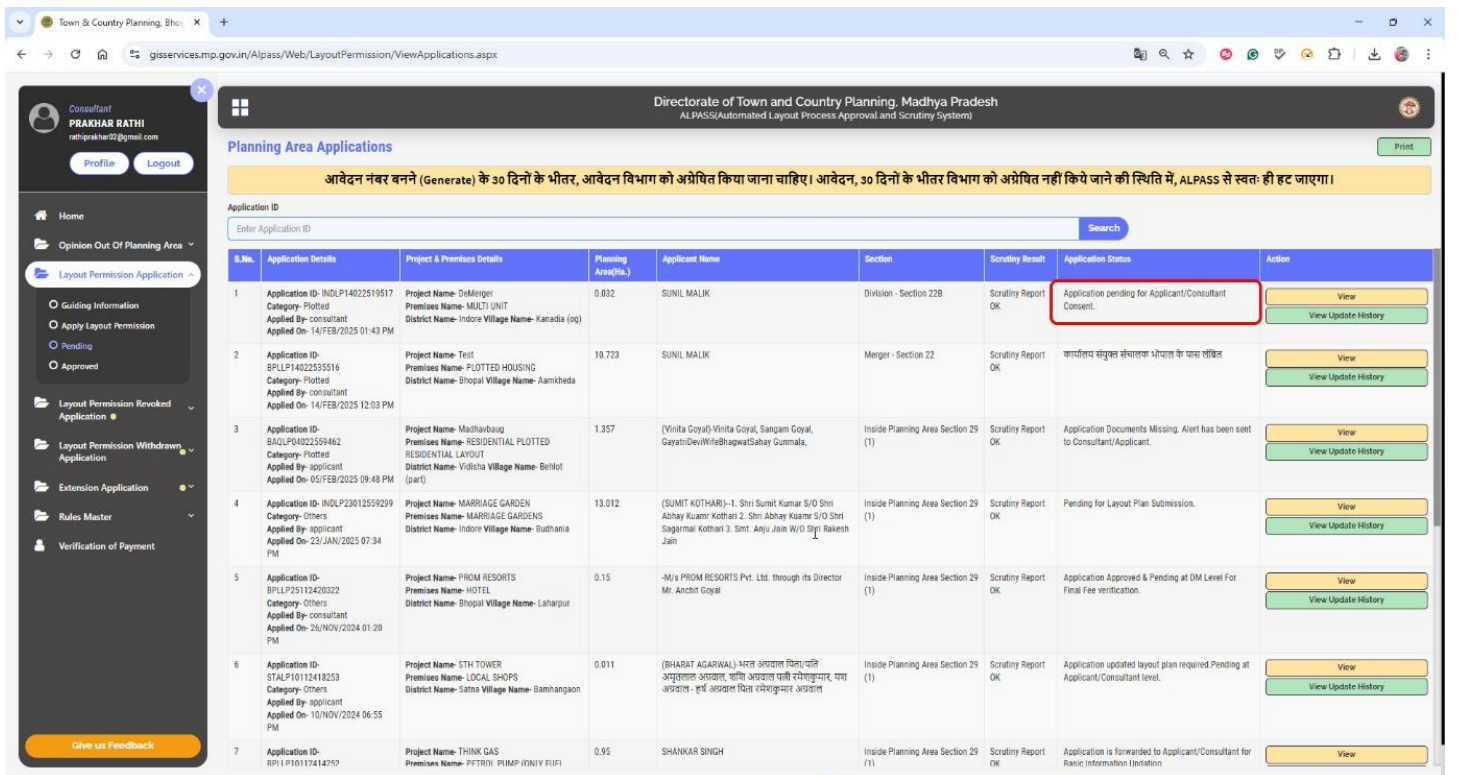 Town & Country Planning, Bho
gisservices.mp.gov.in/Alpass/Web/LayoutPermission/ViewApplications.aspx
Consultant
PRAKHAR RATHI
rathiprakhar02@gmail.com
Profile
Logout
Home
Opinion Out Of Planning Area
Layout Permission Application
Guiding Information
Apply Layout Permission
Pending
Approved
Layout Permission Revoked
Application
Layout Permission Withdrawn
Application
Extension Application
Rules Master
Verification of Payment
Give us Feedback
Directorate of Town and Country Planning, Madhya Pradesh
ALPASS(Automated Layout Process Approval and Scrutiny System)
Planning Area Applications
Print
आवेदन नंबर बनने (Generate) के 30 दिनों के भीतर, आवेदन विभाग को अग्रेषित किया जाना चाहिए। आवेदन, 30 दिनों के भीतर विभाग को अग्रेषित नहीं किये जाने की स्थिति में, ALPASS से स्वतः ही हट जाएगा।
Application ID
Enter Application ID
Search
S.No.
Application Details
Project & Premises Details
Planning
Area(Ha.)
Applicant Name
Section
Scrutiny Result
Application Status
Action
1
Application ID- INDLP14022519517
Category- Plotted
Applied By- consultant
Applied On- 14/FEB/2025 01:43 PM
Project Name- DeMerger
Premises Name- MULTI UNIT
District Name- Indore Village Name- Kanadia (og)
0.032
SUNIL MALIK
Division - Section 22B
Scrutiny Report
OK
Application pending for Applicant/Consultant
Consent.
View
View Update History
2
Application ID-
BPLLP14022535516
Category- Plotted
Applied By- consultant
Applied On- 14/FEB/2025 12:03 PM
Project Name- Test
Premises Name- PLOTTED HOUSING
District Name- Bhopal Village Name- Aamkheda
10.723
SUNIL MALIK
Merger - Section 22
Scrutiny Report
OK
कार्यालय संयुक्त संचालक भोपाल के पास लंबित
View
View Update History
3
Application ID-
BAQLP04022559462
Category- Plotted
Applied By- applicant
Applied On- 05/FEB/2025 09:48 PM
Project Name- Madhavbaug
Premises Name- RESIDENTIAL PLOTTED
RESIDENTIAL LAYOUT
District Name- Vidisha Village Name- Behlot
(part)
1.357
(Vinita Goyal)-Vinita Goyal, Sangam Goyal,
GayatriDeviWifeBhagwatSahay Gunmala,
Inside Planning Area Section 29
(1)
Scrutiny Report
OK
Application Documents Missing. Alert has been sent
to Consultant/Applicant.
View
View Update History
4
Application ID- INDLP23012559299
Category- Others
Applied By- applicant
Applied On- 23/JAN/2025 07:34
PM
Project Name- MARRIAGE GARDEN
Premises Name- MARRIAGE GARDENS
District Name- Indore Village Name- Budhania
13.012
(SUMIT KOTHARI)--1. Shri Sumit Kumar S/O Shri
Abhay Kuamr Kothari 2. Shri Abhay Kuamr S/O Shri
Sagarmal Kothari 3. Smt. Anju Jain W/O Shri Rakesh
Jain
Inside Planning Area Section 29
(1)
Scrutiny Report
OK
Pending for Layout Plan Submission.
View
View Update History
5
Application ID-
BPLLP25112420322
Category- Others
Applied By- consultant
Applied On- 26/NOV/2024 01:20
PM
Project Name- PROM RESORTS
Premises Name- HOTEL
District Name- Bhopal Village Name- Laharpur
0.15
-M/s PROM RESORTS Pvt. Ltd. through its Director
Mr. Anchit Goyal
Inside Planning Area Section 29
(1)
Scrutiny Report
OK
Application Approved & Pending at DM Level For
Final Fee verification.
View
View Update History
6
Application ID-
STALP10112418253
Category- Others
Applied By- applicant
Applied On- 10/NOV/2024 06:55
PM
Project Name- STH TOWER
Premises Name- LOCAL SHOPS
District Name- Satna Village Name- Bamhangaon
0.011
(BHARAT AGARWAL)-भरत अग्रवाल पिता/पति
अमृतलाल अग्रवाल, शशि अग्रवाल पत्नी रमेशकुमार, यश
अग्रवाल - हर्ष अग्रवाल पिता रमेशकुमार अग्रवाल
Inside Planning Area Section 29
(1)
Scrutiny Report
OK
Application updated layout plan required.Pending at
Applicant/Consultant level.
View
View Update History
7
Application ID-
BPLLP10112414252
Project Name- THINK GAS
Premises Name- PETROL PUMP (ONLY FUEL
0.95
SHANKAR SINGH
Inside Planning Area Section 29
(1)
Scrutiny Report
OK
Application is forwarded to Applicant/Consultant for
Basic Information Updation.
View